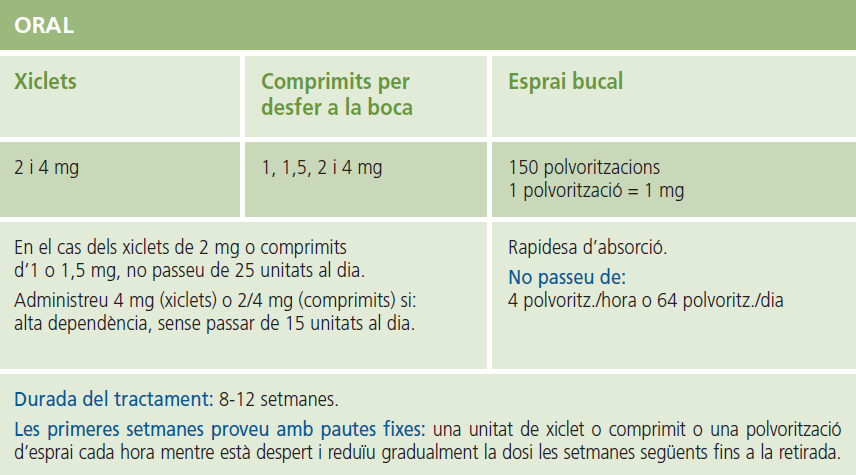 ORAL
Xiclets
Comprimits per
desfer a la boca
Esprai bucal
2 i 4 mg
1, 1,5, 2 i 4 mg
150 polvoritzacions
1 polvorització = 1 mg
En el cas dels xiclets de 2 mg o comprimits
d’1 o 1,5 mg, no passeu de 25 unitats al dia.
Administreu 4 mg (xiclets) o 2/4 mg (comprimits) si:
alta dependència, sense passar de 15 unitats al dia.
Rapidesa d’absorció.
No passeu de:
4 polvoritz./hora o 64 polvoritz./dia
Durada del tractament: 8-12 setmanes.
Les primeres setmanes proveu amb pautes fixes: una unitat de xiclet o comprimit o una polvorització
d’esprai cada hora mentre està despert i reduïu gradualment la dosi les setmanes següents fins a la retirada.